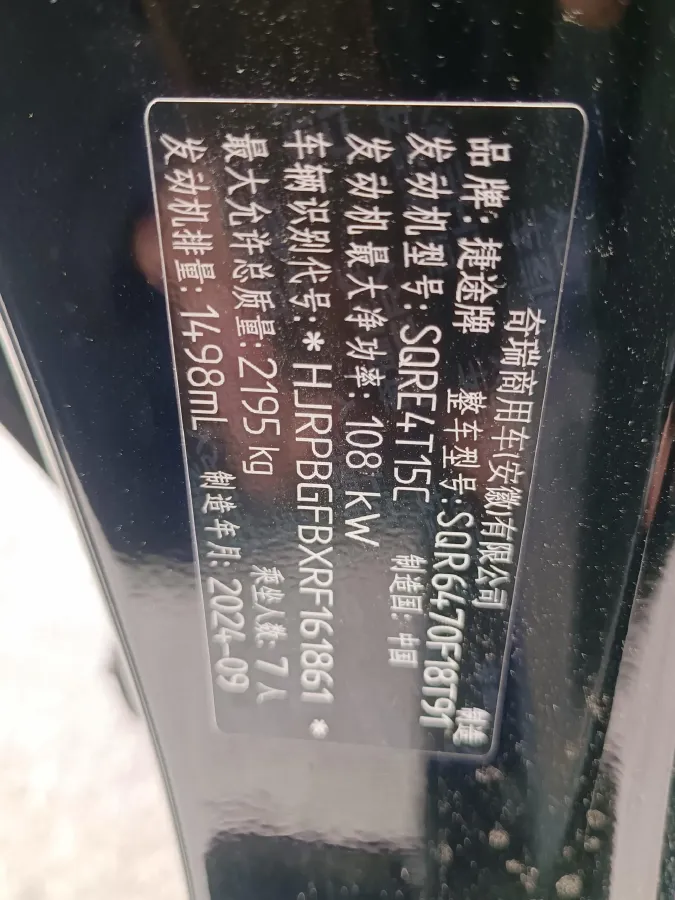 奇瑞商用车(安徽)有限公司 制造
品牌: 捷途牌 整车型号: SQR6470F18T91
发动机型号: SQRE4T15C
发动机最大净功率: 108 kW 制造国: 中国
车辆识别代号: *HJRPBGFBXRF161861*
最大允许总质量: 2195 kg 乘坐人数: 7人
发动机排量: 1498mL 制造年月: 2024-09